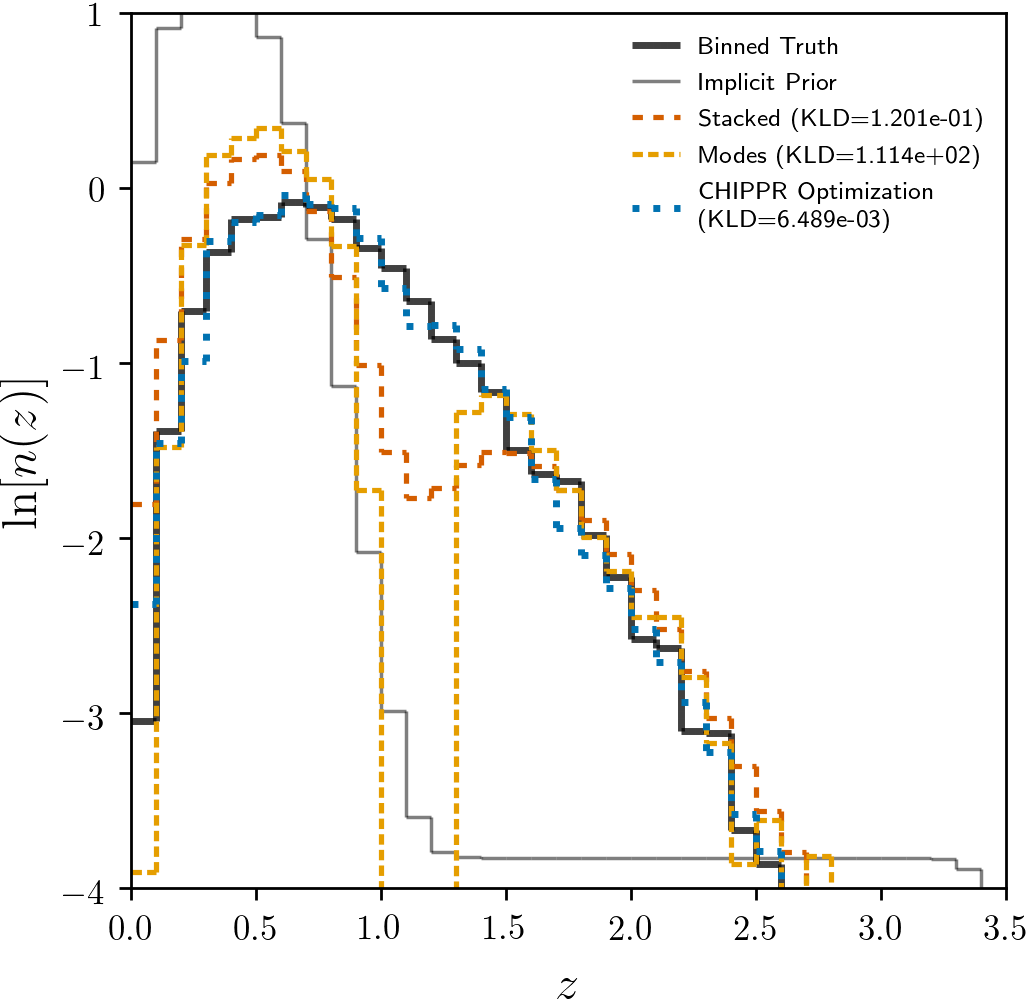 Binned Truth
Implicit Prior
Stacked (KLD=1.201e-01)
Modes (KLD=1.114e+02)
CHIPPR Optimization
(KLD=6.489e-03)
ln[n(z)]
1
0
−1
−2
−3
−4
0.0 0.5 1.0 1.5 2.0 2.5 3.0 3.5
z